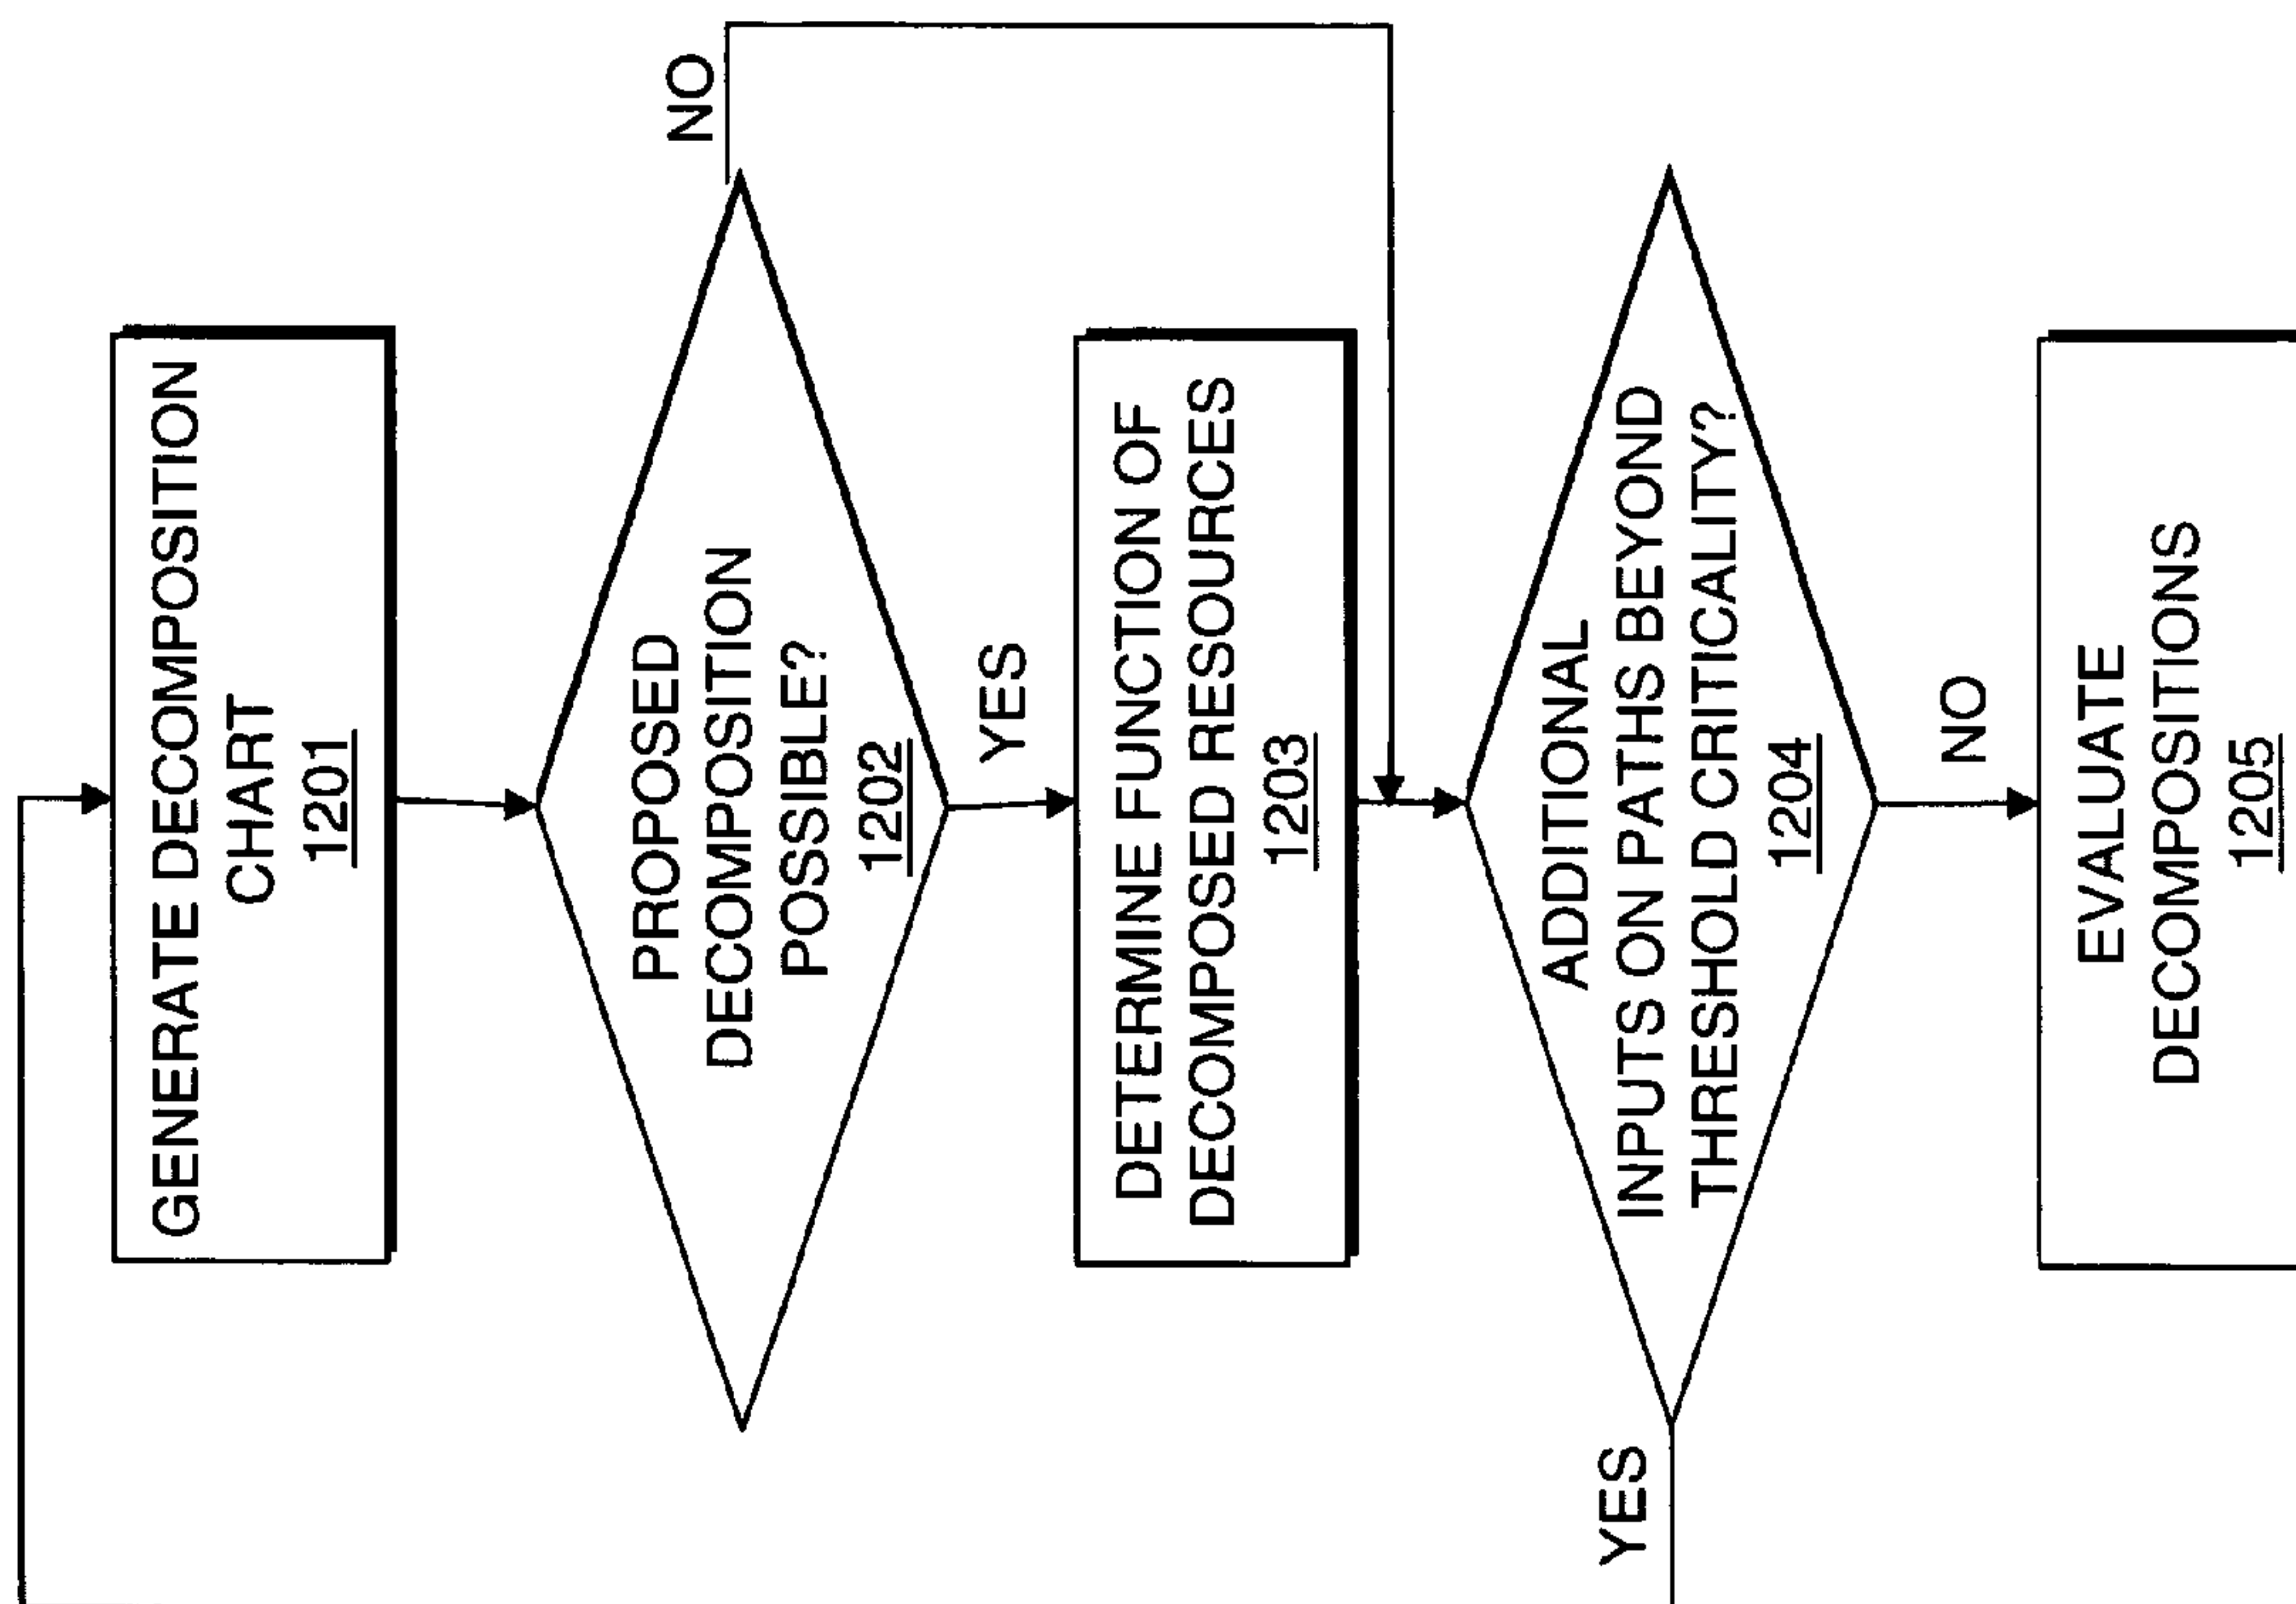 GENERATE DECOMPOSITION
CHART
1201
PROPOSED
DECOMPOSITION
POSSIBLE?
1202
NO
YES
DETERMINE FUNCTION OF
DECOMPOSED RESOURCES
1203
ADDITIONAL
INPUTS ON PATHS BEYOND
THRESHOLD CRITICALITY?
1204
YES
NO
EVALUATE
DECOMPOSITIONS
1205